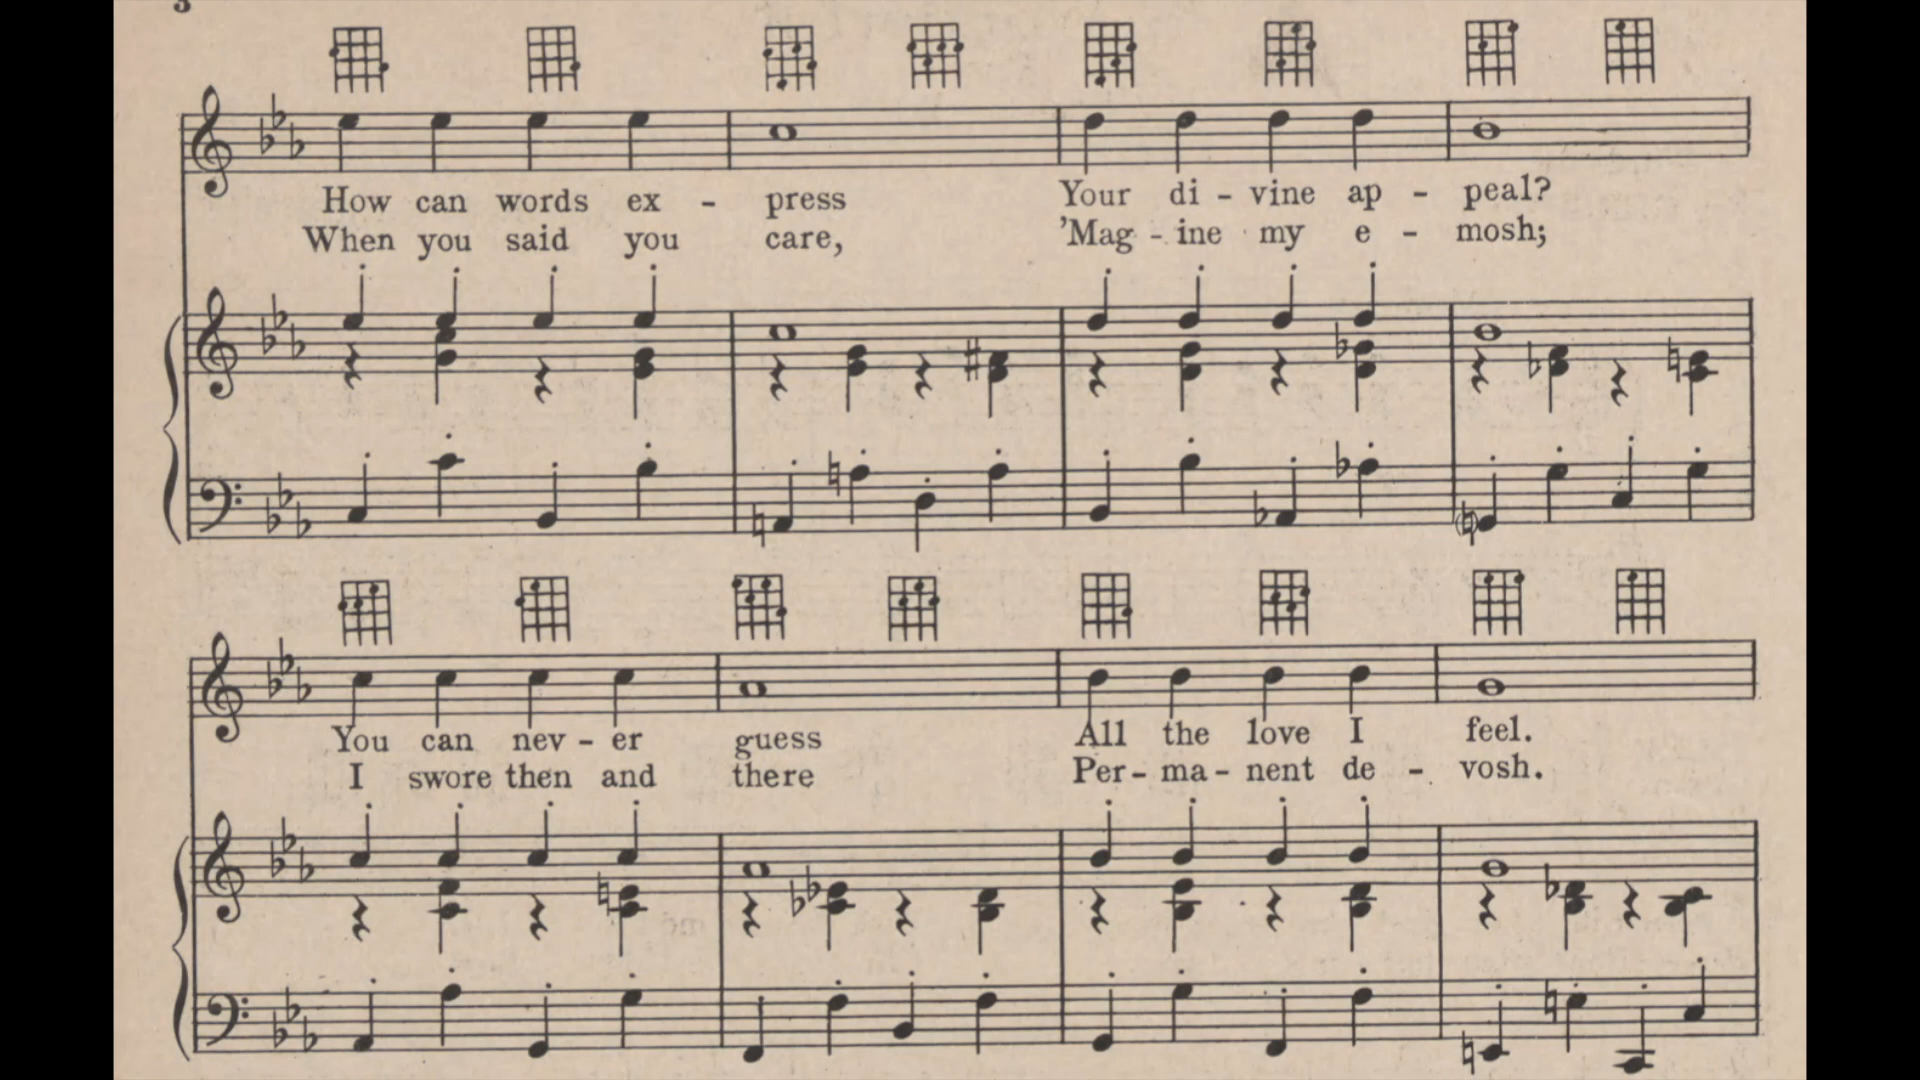 3
How can words ex - press Your di - vine ap - peal?
When you said you care, 'Mag - ine my e - mosh;
You can nev - er guess All the love I feel.
I swore then and there Per - ma - nent de - vosh.